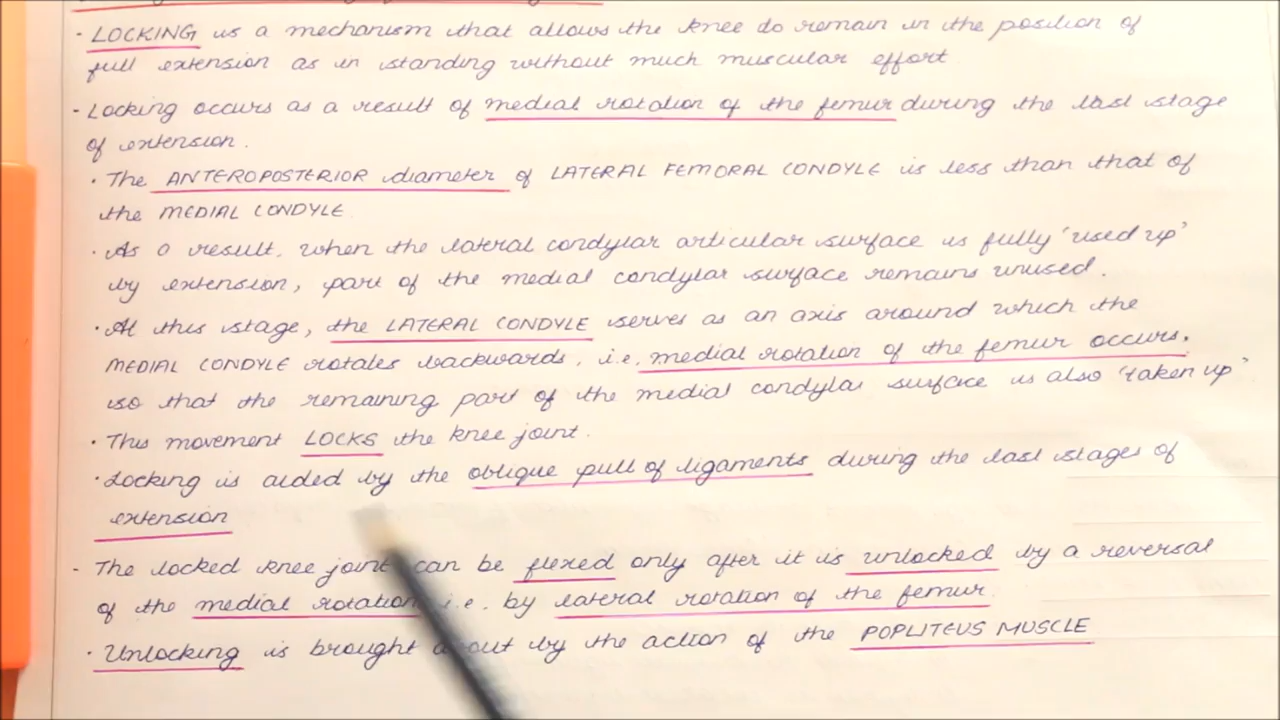 · LOCKING is a mechanism that allows the knee to remain in the position of
full extension as in standing without much muscular effort
- Locking occurs as a result of medial rotation of the femur during the last stage
of extension.
· The ANTEROPOSTERIOR diameter of LATERAL FEMORAL CONDYLE is less than that of
the MEDIAL CONDYLE.
· As a result, when the lateral condylar articular surface is fully 'used up'
by extension, part of the medial condylar surface remains unused.
· At this stage, the LATERAL CONDYLE serves as an axis around which the
MEDIAL CONDYLE rotates backwards, i.e. medial rotation of the femur occurs,
so that the remaining part of the medial condylar surface is also 'taken up'
· This movement LOCKS the knee joint.
· Locking is aided by the oblique pull of ligaments during the last stages of
extension
- The locked knee joint can be flexed only after it is unlocked by a reversal
of the medial rotation i.e. by lateral rotation of the femur.
· Unlocking is brought about by the action of the POPLITEUS MUSCLE